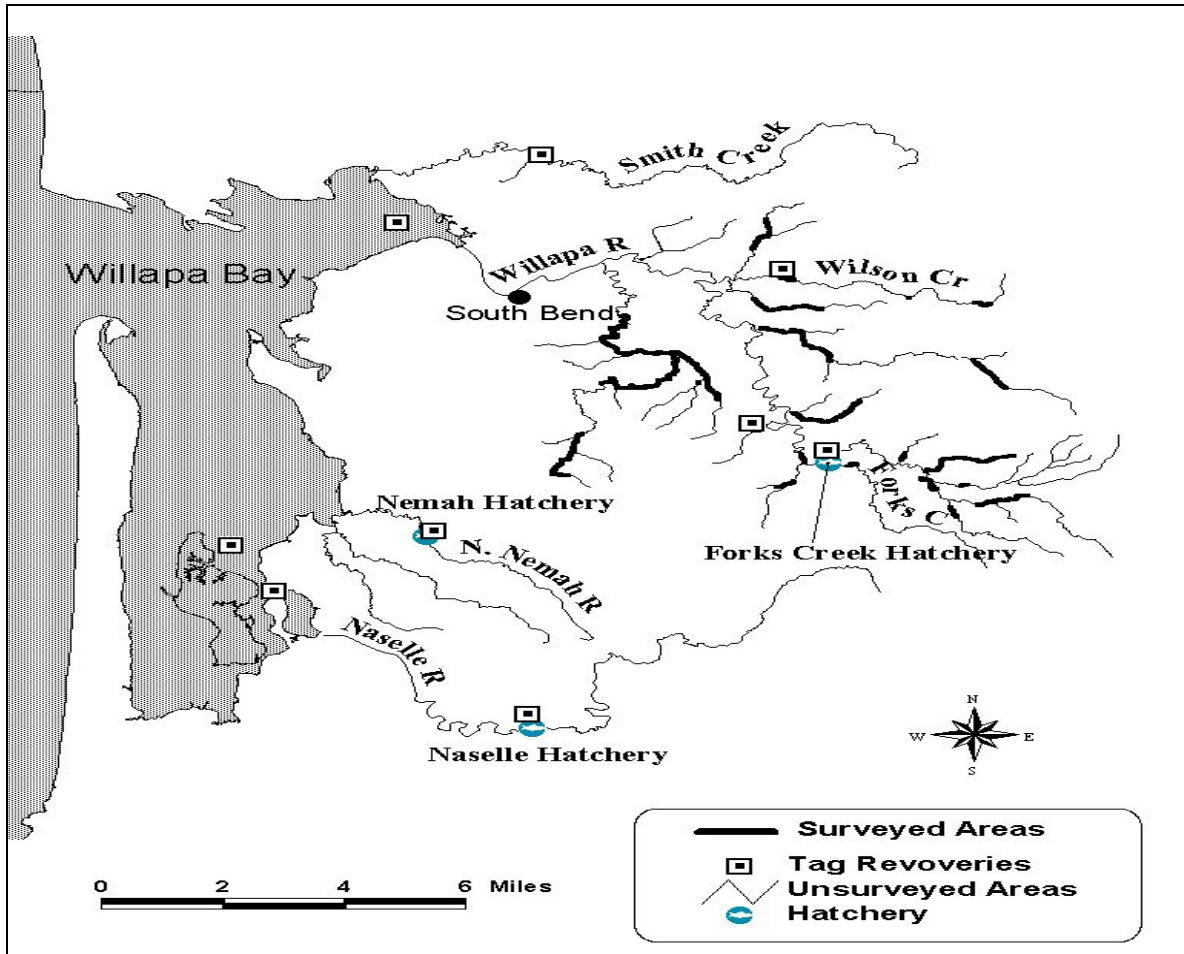 Smith Creek
Willapa Bay
Willapa R
Wilson Cr
South Bend
Nemah Hatchery
Forks C
N. Nemah R
Forks Creek Hatchery
Naselle R
Naselle Hatchery
N
W E
S
Surveyed Areas
Tag Revoveries
Unsurveyed Areas
Hatchery
0 2 4 6 Miles